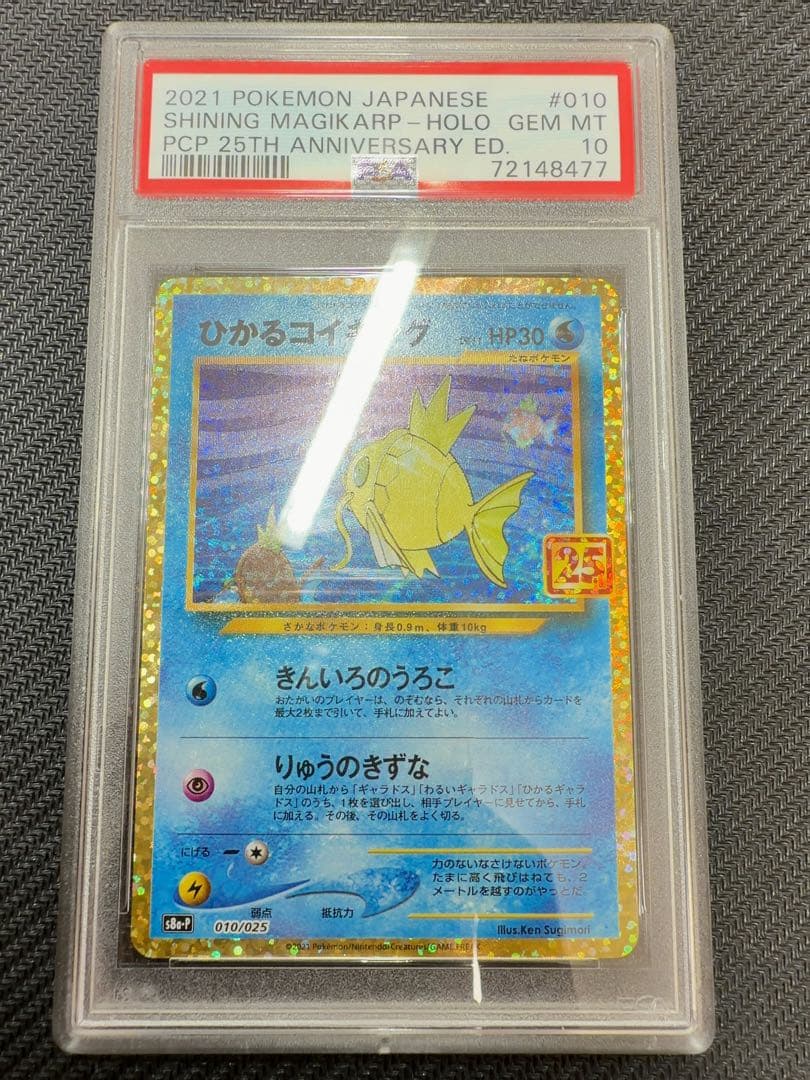 2021 POKEMON JAPANESE #010
SHINING MAGIKARP-HOLO GEM MT
PCP 25TH ANNIVERSARY ED. 10
72148477
ひかるコイキング HP30
たねポケモン
25
さかなポケモン：身長0.9m、体重10kg
きんいろのうろこ
おたがいのプレイヤーは、のぞむなら、それぞれの山札からカードを
最大2枚まで引いて、手札に加えてよい。
りゅうのきずな
自分の山札から「ギャラドス」「わるいギャラドス」「ひかるギャラ
ドス」のうち、1枚を選び出し、相手プレイヤーに見せてから、手札
に加える。その後、その山札をよく切る。
にげる
力のないなさけないポケモン。
たまに高く飛びはねても、2
メートルを越すのがやっとだ
弱点 抵抗力
s8a-P 010/025
Illus.Ken Sugimori
©2021 Pokémon/Nintendo/Creatures/GAME FREAK